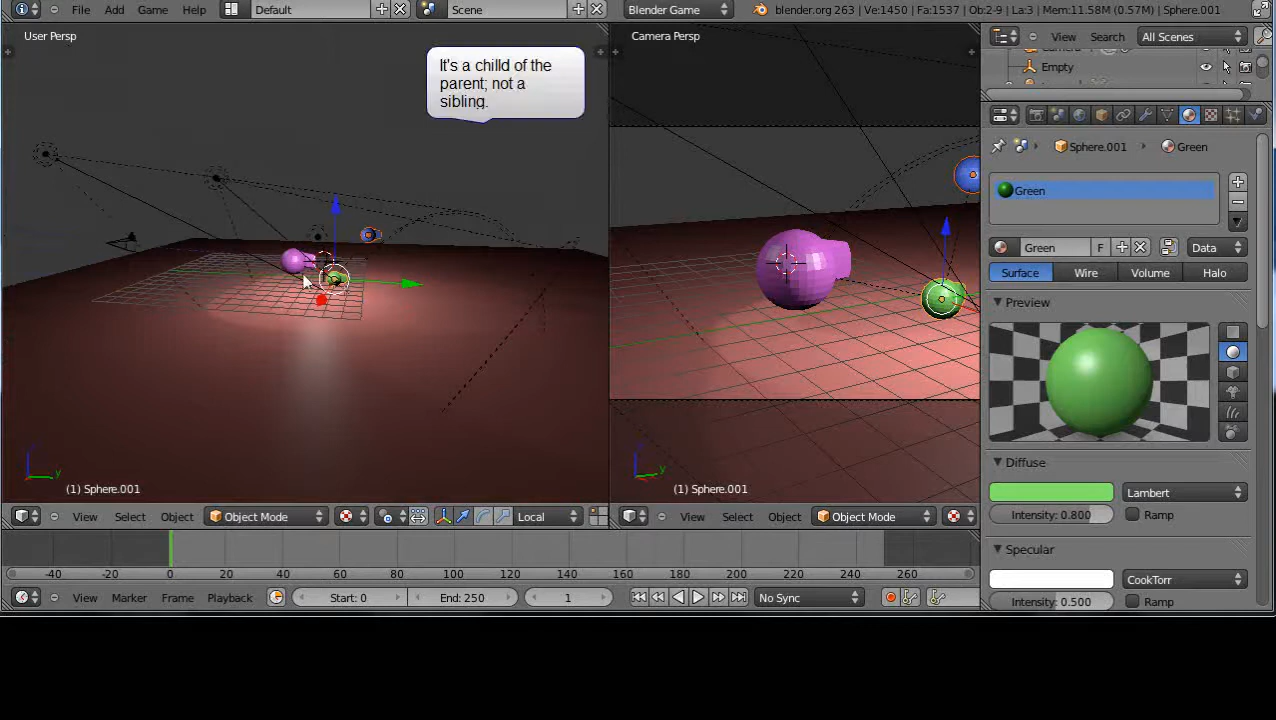 File Add Game Help Default Scene Blender Game blender.org 263 | Ve:1450 | Fa:1537 | Ob:2-9 | La:3 | Mem:11.58M (0.57M) | Sphere.001
User Persp
It's a chilld of the
parent; not a
sibling.
Camera Persp
View Search All Scenes
Empty
Sphere.001 Green
Green
Green F Data
Surface Wire Volume Halo
Preview
Diffuse
Lambert
Intensity: 0.800 Ramp
Specular
CookTorr
Intensity: 0.500 Ramp
y
(1) Sphere.001
y
(1) Sphere.001
View Select Object Object Mode Local
View Select Object Object Mode
-40 -20 0 20 40 60 80 100 120 140 160 180 200 220 240 260
View Marker Frame Playback Start: 0 End: 250 1 No Sync